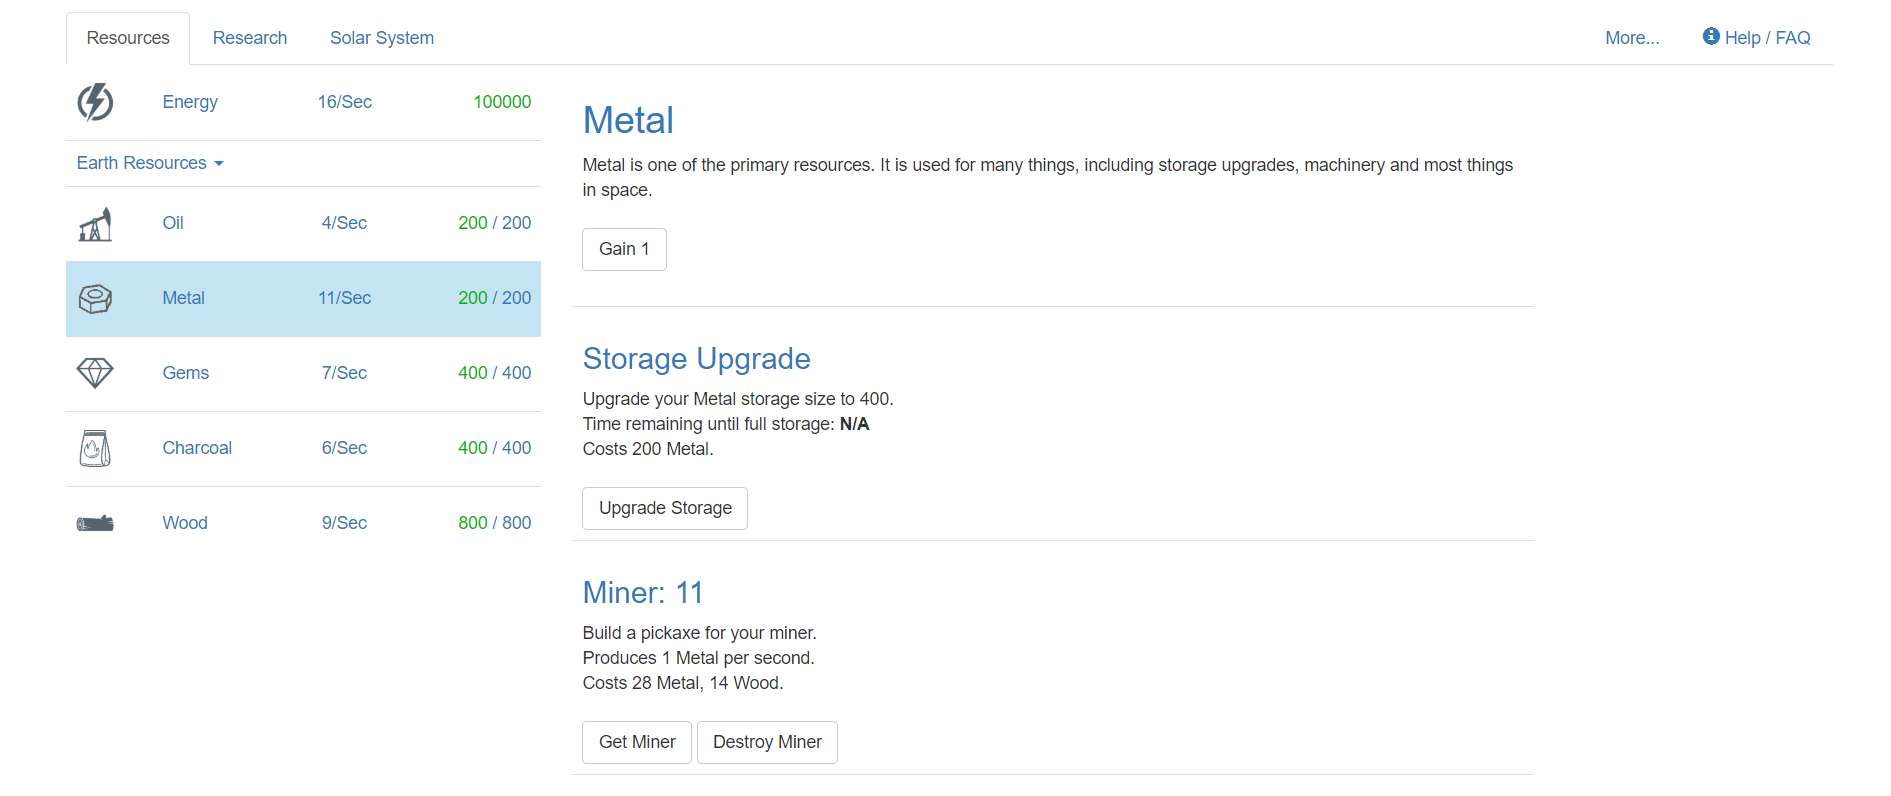 Resources Research Solar System More... Help / FAQ
Energy 16/Sec 100000
Earth Resources
Oil 4/Sec 200 / 200
Metal 11/Sec 200 / 200
Gems 7/Sec 400 / 400
Charcoal 6/Sec 400 / 400
Wood 9/Sec 800 / 800
Metal
Metal is one of the primary resources. It is used for many things, including storage upgrades, machinery and most things
in space.
Gain 1
Storage Upgrade
Upgrade your Metal storage size to 400.
Time remaining until full storage: N/A
Costs 200 Metal.
Upgrade Storage
Miner: 11
Build a pickaxe for your miner.
Produces 1 Metal per second.
Costs 28 Metal, 14 Wood.
Get Miner Destroy Miner